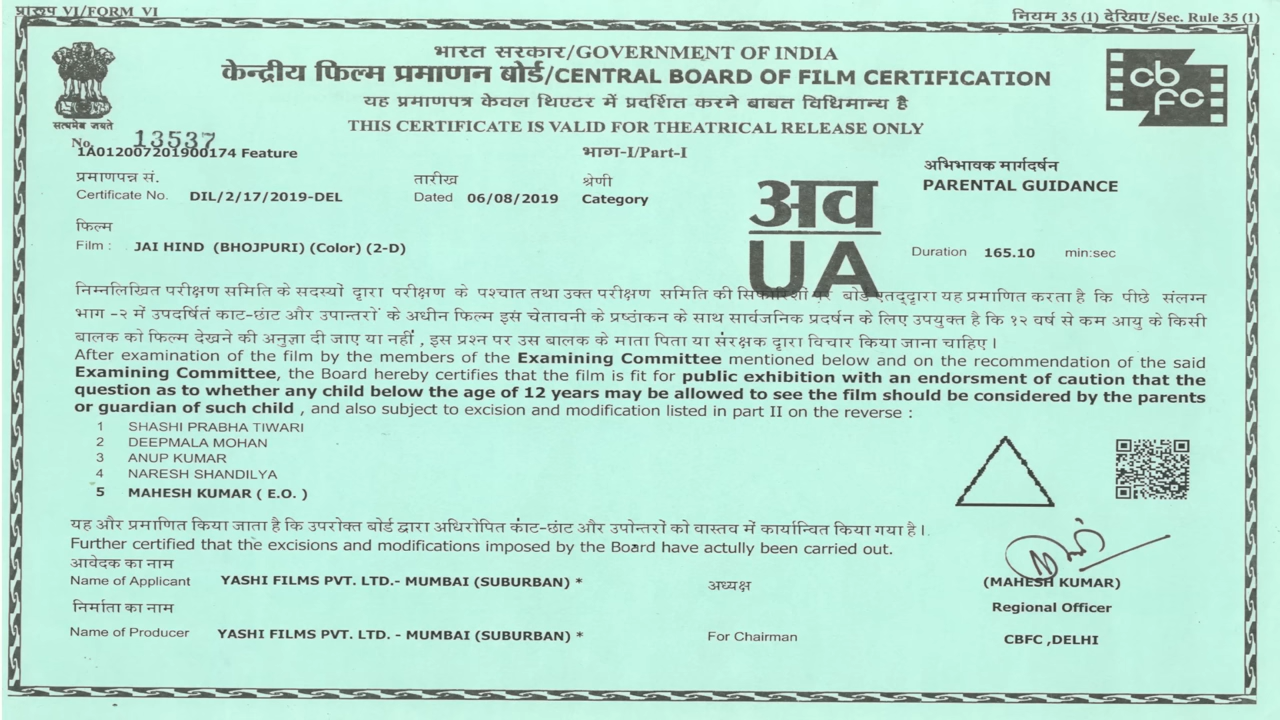 प्रारूप VI/FORM VI
नियम 35 (1) देखिए/Sec. Rule 35 (1)
भारत सरकार/GOVERNMENT OF INDIA
केन्द्रीय फिल्म प्रमाणन बोर्ड/CENTRAL BOARD OF FILM CERTIFICATION
यह प्रमाणपत्र केवल थिएटर में प्रदर्शित करने बाबत विधिमान्य है
THIS CERTIFICATE IS VALID FOR THEATRICAL RELEASE ONLY
सत्यमेव जयते
cb
fc
No. 13537
1A012007201900174 Feature
भाग-I/Part-I
अभिभावक मार्गदर्षन
PARENTAL GUIDANCE
प्रमाणपन्न सं.
तारीख
श्रेणी
Certificate No. DIL/2/17/2019-DEL
Dated 06/08/2019
Category
अव
UA
फिल्म
Film : JAI HIND (BHOJPURI) (Color) (2-D)
Duration 165.10 min:sec
निम्नलिखित परीक्षण समिति के सदस्यों द्वारा परीक्षण के पश्चात तथा उक्त परीक्षण समिति की सिफारिशों पर बोर्ड एतद्द्वारा यह प्रमाणित करता है कि पीछे संलग्न
भाग -२ में उपदर्षित काट-छांट और उपान्तरों के अधीन फिल्म इस चेतावनी के प्रष्ठांकन के साथ सार्वजनिक प्रदर्षन के लिए उपयुक्त है कि १२ वर्ष से कम आयु के किसी
बालक को फिल्म देखने की अनुज्ञा दी जाए या नहीं , इस प्रश्न पर उस बालक के माता पिता या संरक्षक द्वारा विचार किया जाना चाहिए ।
After examination of the film by the members of the Examining Committee mentioned below and on the recommendation of the said
Examining Committee, the Board hereby certifies that the film is fit for public exhibition with an endorsment of caution that the
question as to whether any child below the age of 12 years may be allowed to see the film should be considered by the parents
or guardian of such child , and also subject to excision and modification listed in part II on the reverse :
1 SHASHI PRABHA TIWARI
2 DEEPMALA MOHAN
3 ANUP KUMAR
4 NARESH SHANDILYA
5 MAHESH KUMAR ( E.O. )
यह और प्रमाणित किया जाता है कि उपरोक्त बोर्ड द्वारा अधिरोपित कांट-छांट और उपोन्तरों को वास्तव में कार्यान्वित किया गया है।
Further certified that the excisions and modifications imposed by the Board have actully been carried out.
आवेदक का नाम
Name of Applicant YASHI FILMS PVT. LTD.- MUMBAI (SUBURBAN) *
अध्यक्ष
(MAHESH KUMAR)
निर्माता का नाम
Regional Officer
Name of Producer YASHI FILMS PVT. LTD. - MUMBAI (SUBURBAN) *
For Chairman
CBFC ,DELHI